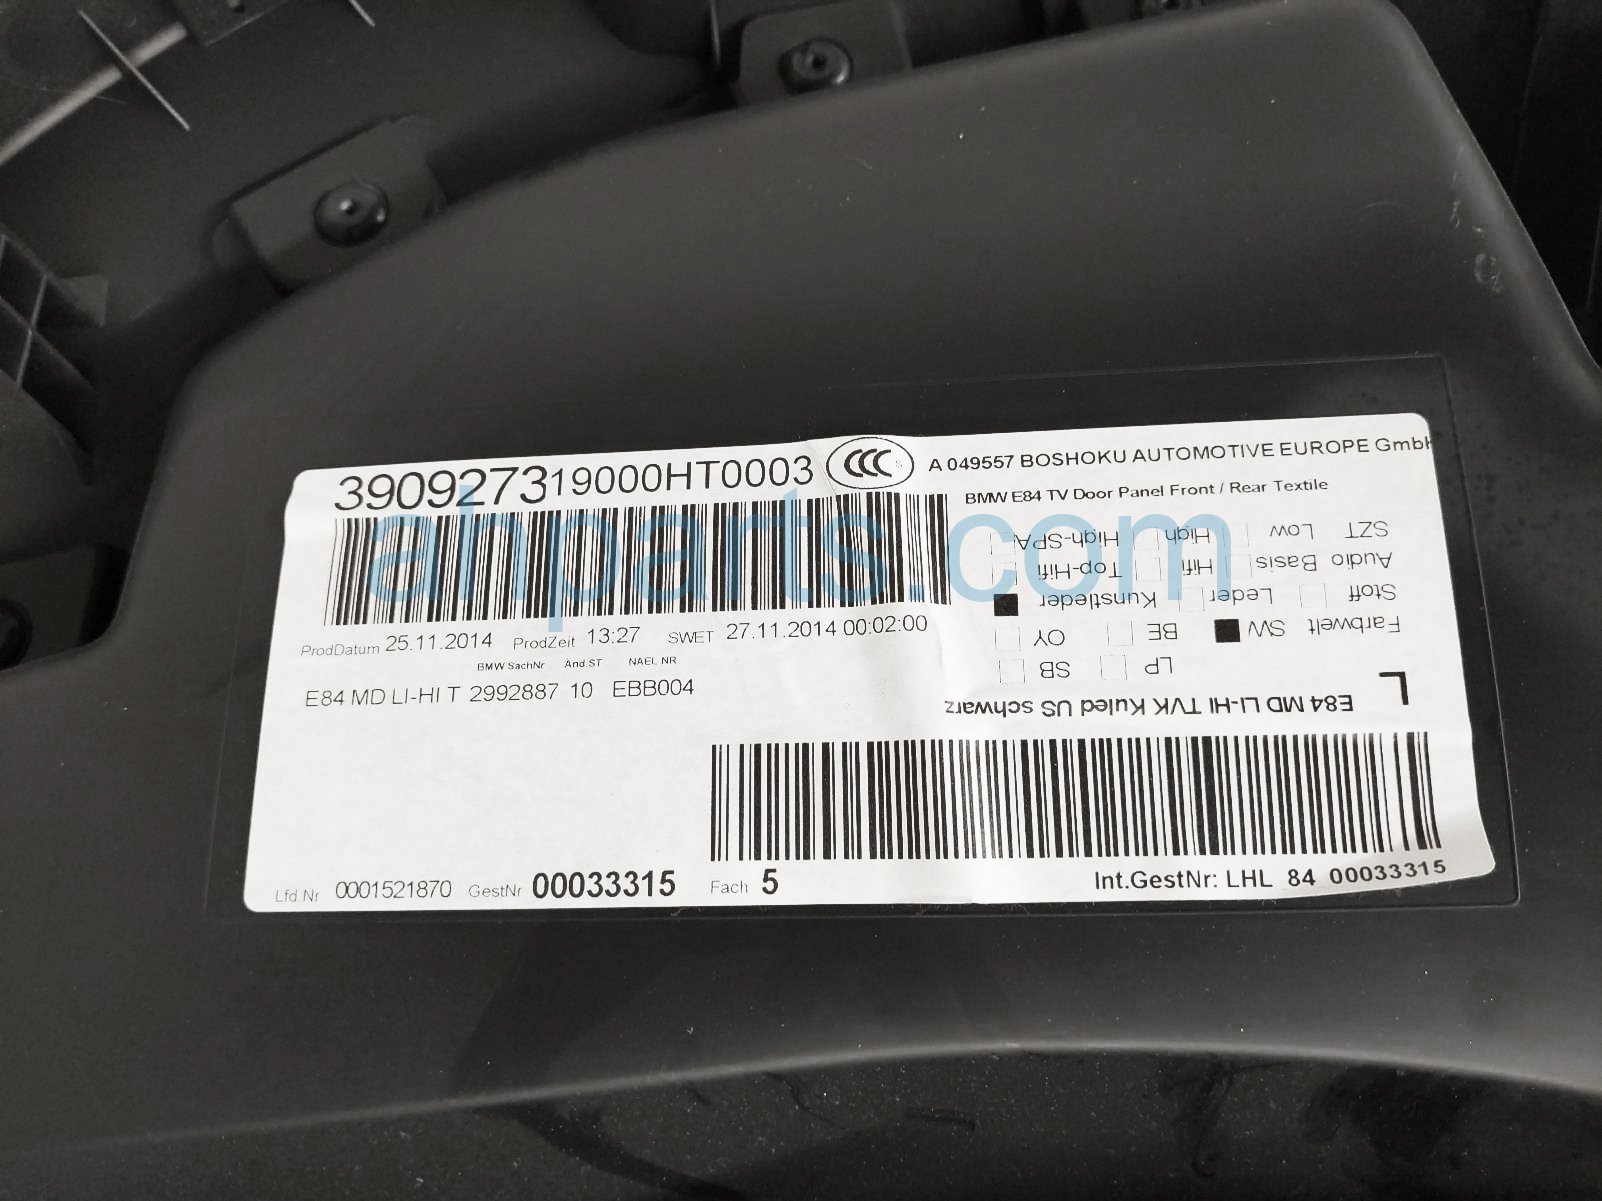 390927319000HT0003 CCC S A 049557 BOSHOKU AUTOMOTIVE EUROPE GmbH
BMW E84 TV Door Panel Front / Rear Textile
ahparts.com
SZT Low High High-SPA
Audio Basis Hifi Top-Hifi
Stoff Leder Kunstleder
Farbwelt SW BE OY
LP SB
ProdDatum 25.11.2014 ProdZeit 13:27 SWET 27.11.2014 00:02:00
BMW SachNr Änd.ST NAEL NR
E84 MD LI-HI T 2992887 10 EBB004
L E84 MD LI-HI TVK Kuled US schwarz
Lfd.Nr 0001521870 GestNr 00033315 Fach 5 Int.GestNr: LHL 84 00033315